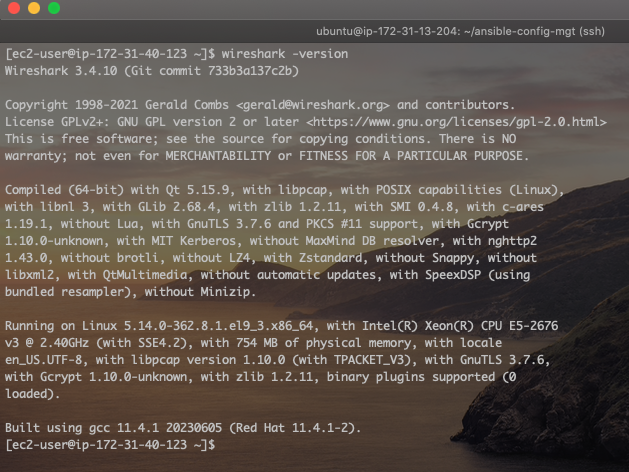 ubuntu@ip-172-31-13-204: ~/ansible-config-mgt (ssh)
[ec2-user@ip-172-31-40-123 ~]$ wireshark -version
Wireshark 3.4.10 (Git commit 733b3a137c2b)
Copyright 1998-2021 Gerald Combs <gerald@wireshark.org> and contributors.
License GPLv2+: GNU GPL version 2 or later <https://www.gnu.org/licenses/gpl-2.0.html>
This is free software; see the source for copying conditions. There is NO
warranty; not even for MERCHANTABILITY or FITNESS FOR A PARTICULAR PURPOSE.
Compiled (64-bit) with Qt 5.15.9, with libpcap, with POSIX capabilities (Linux),
with libnl 3, with GLib 2.68.4, with zlib 1.2.11, with SMI 0.4.8, with c-ares
1.19.1, without Lua, with GnuTLS 3.7.6 and PKCS #11 support, with Gcrypt
1.10.0-unknown, with MIT Kerberos, without MaxMind DB resolver, with nghttp2
1.43.0, without brotli, without LZ4, with Zstandard, without Snappy, without
libxml2, with QtMultimedia, without automatic updates, with SpeexDSP (using
bundled resampler), without Minizip.
Running on Linux 5.14.0-362.8.1.el9_3.x86_64, with Intel(R) Xeon(R) CPU E5-2676
v3 @ 2.40GHz (with SSE4.2), with 754 MB of physical memory, with locale
en_US.UTF-8, with libpcap version 1.10.0 (with TPACKET_V3), with GnuTLS 3.7.6,
with Gcrypt 1.10.0-unknown, with zlib 1.2.11, binary plugins supported (0
loaded).
Built using gcc 11.4.1 20230605 (Red Hat 11.4.1-2).
[ec2-user@ip-172-31-40-123 ~]$